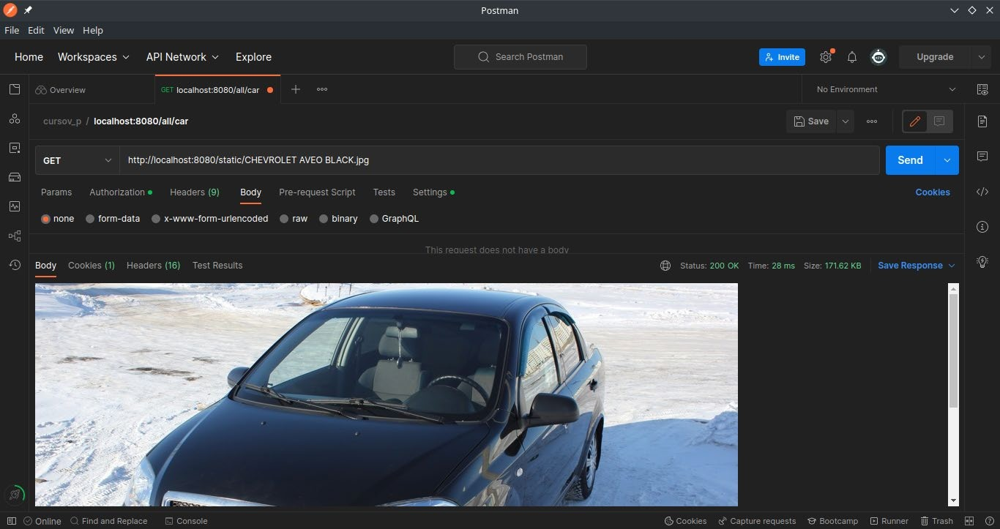 Postman
File Edit View Help
Home Workspaces API Network Explore Search Postman Invite Upgrade
Overview GET localhost:8080/all/car No Environment
cursov_p / localhost:8080/all/car Save
GET http://localhost:8080/static/CHEVROLET AVEO BLACK.jpg Send
Params Authorization Headers (9) Body Pre-request Script Tests Settings Cookies
none form-data x-www-form-urlencoded raw binary GraphQL
This request does not have a body
Body Cookies (1) Headers (16) Test Results Status: 200 OK Time: 28 ms Size: 171.62 KB Save Response
Online Find and Replace Console Cookies Capture requests Bootcamp Runner Trash